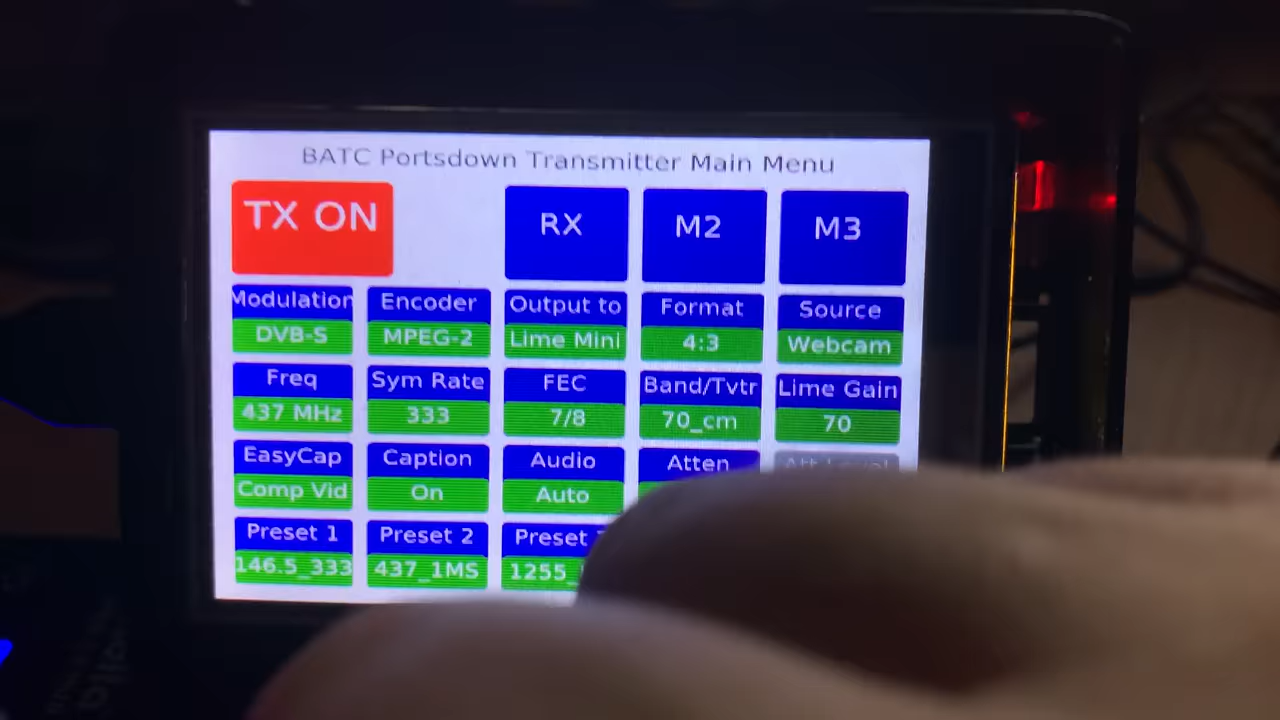 BATC Portsdown Transmitter Main Menu
TX ON RX M2 M3
Modulation Encoder Output to Format Source
DVB-S MPEG-2 Lime Mini 4:3 Webcam
Freq Sym Rate FEC Band/Tvtr Lime Gain
437 MHz 333 7/8 70_cm 70
EasyCap Caption Audio Atten
Comp Vid On Auto
Preset 1 Preset 2 Preset
146.5_333 437_1MS 1255_